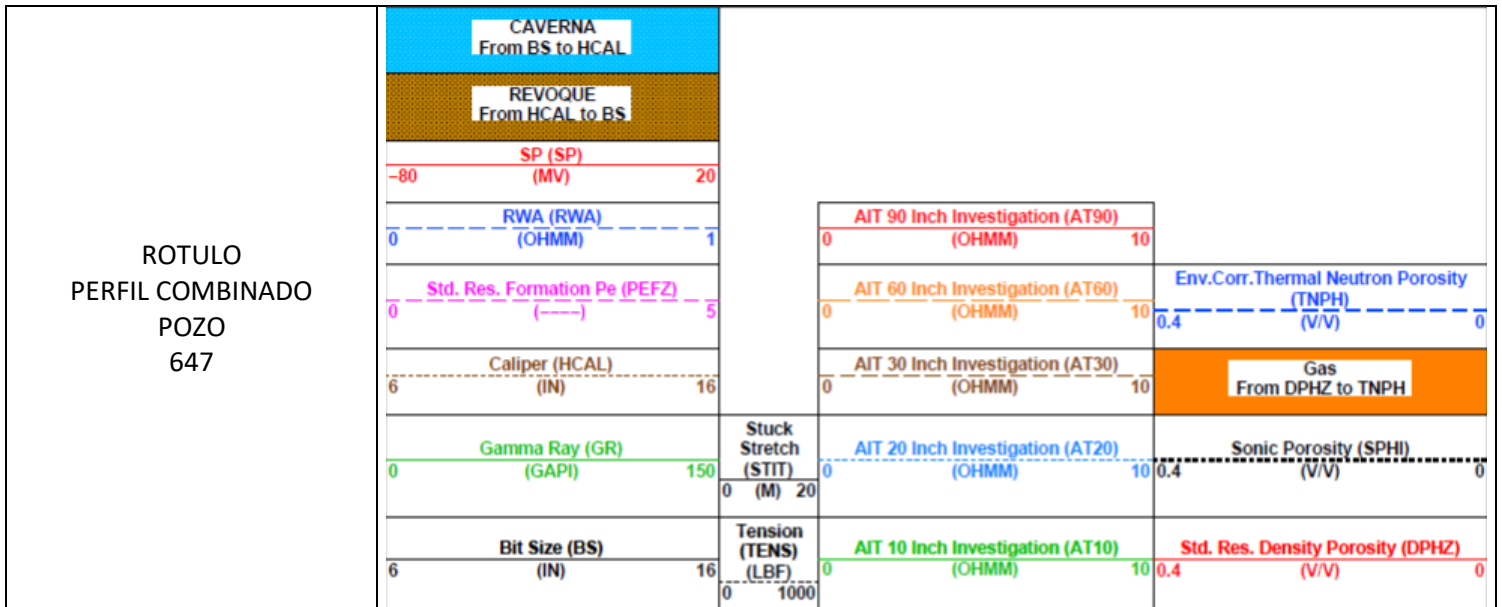 ROTULO
PERFIL COMBINADO
POZO
647
CAVERNA
From BS to HCAL
REVOQUE
From HCAL to BS
SP (SP)
-80 (MV) 20
RWA (RWA)
0 (OHMM) 1
Std. Res. Formation Pe (PEFZ)
0 (----) 5
Caliper (HCAL)
6 (IN) 16
Gamma Ray (GR)
0 (GAPI) 150
Bit Size (BS)
6 (IN) 16
Stuck
Stretch
(STIT)
0 (M) 20
Tension
(TENS)
(LBF)
0 1000
AIT 90 Inch Investigation (AT90)
0 (OHMM) 10
AIT 60 Inch Investigation (AT60)
0 (OHMM) 10
AIT 30 Inch Investigation (AT30)
0 (OHMM) 10
AIT 20 Inch Investigation (AT20)
0 (OHMM) 10
AIT 10 Inch Investigation (AT10)
0 (OHMM) 10
Env.Corr.Thermal Neutron Porosity
(TNPH)
0.4 (V/V) 0
Gas
From DPHZ to TNPH
Sonic Porosity (SPHI)
0.4 (V/V) 0
Std. Res. Density Porosity (DPHZ)
0.4 (V/V) 0